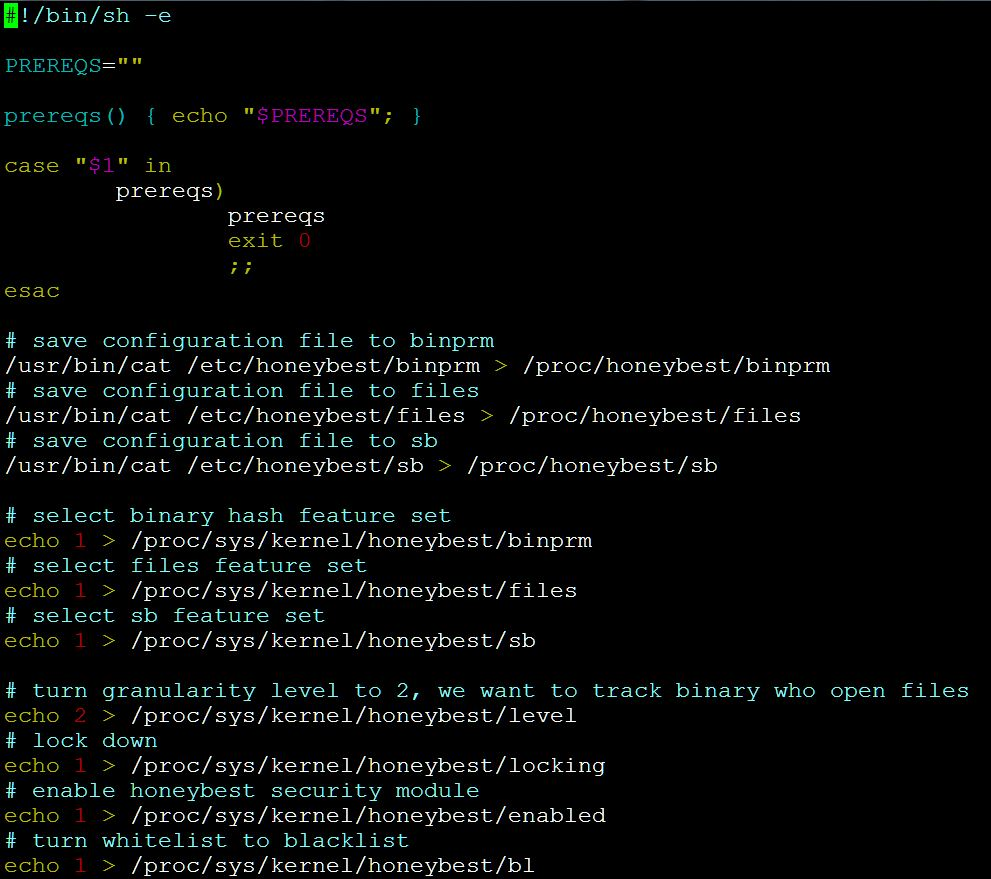 #!/bin/sh -e

PREREQS=""

prereqs() { echo "$PREREQS"; }

case "$1" in
        prereqs)
                prereqs
                exit 0
                ;;
esac

# save configuration file to binprm
/usr/bin/cat /etc/honeybest/binprm > /proc/honeybest/binprm
# save configuration file to files
/usr/bin/cat /etc/honeybest/files > /proc/honeybest/files
# save configuration file to sb
/usr/bin/cat /etc/honeybest/sb > /proc/honeybest/sb

# select binary hash feature set
echo 1 > /proc/sys/kernel/honeybest/binprm
# select files feature set
echo 1 > /proc/sys/kernel/honeybest/files
# select sb feature set
echo 1 > /proc/sys/kernel/honeybest/sb

# turn granularity level to 2, we want to track binary who open files
echo 2 > /proc/sys/kernel/honeybest/level
# lock down
echo 1 > /proc/sys/kernel/honeybest/locking
# enable honeybest security module
echo 1 > /proc/sys/kernel/honeybest/enabled
# turn whitelist to blacklist
echo 1 > /proc/sys/kernel/honeybest/bl